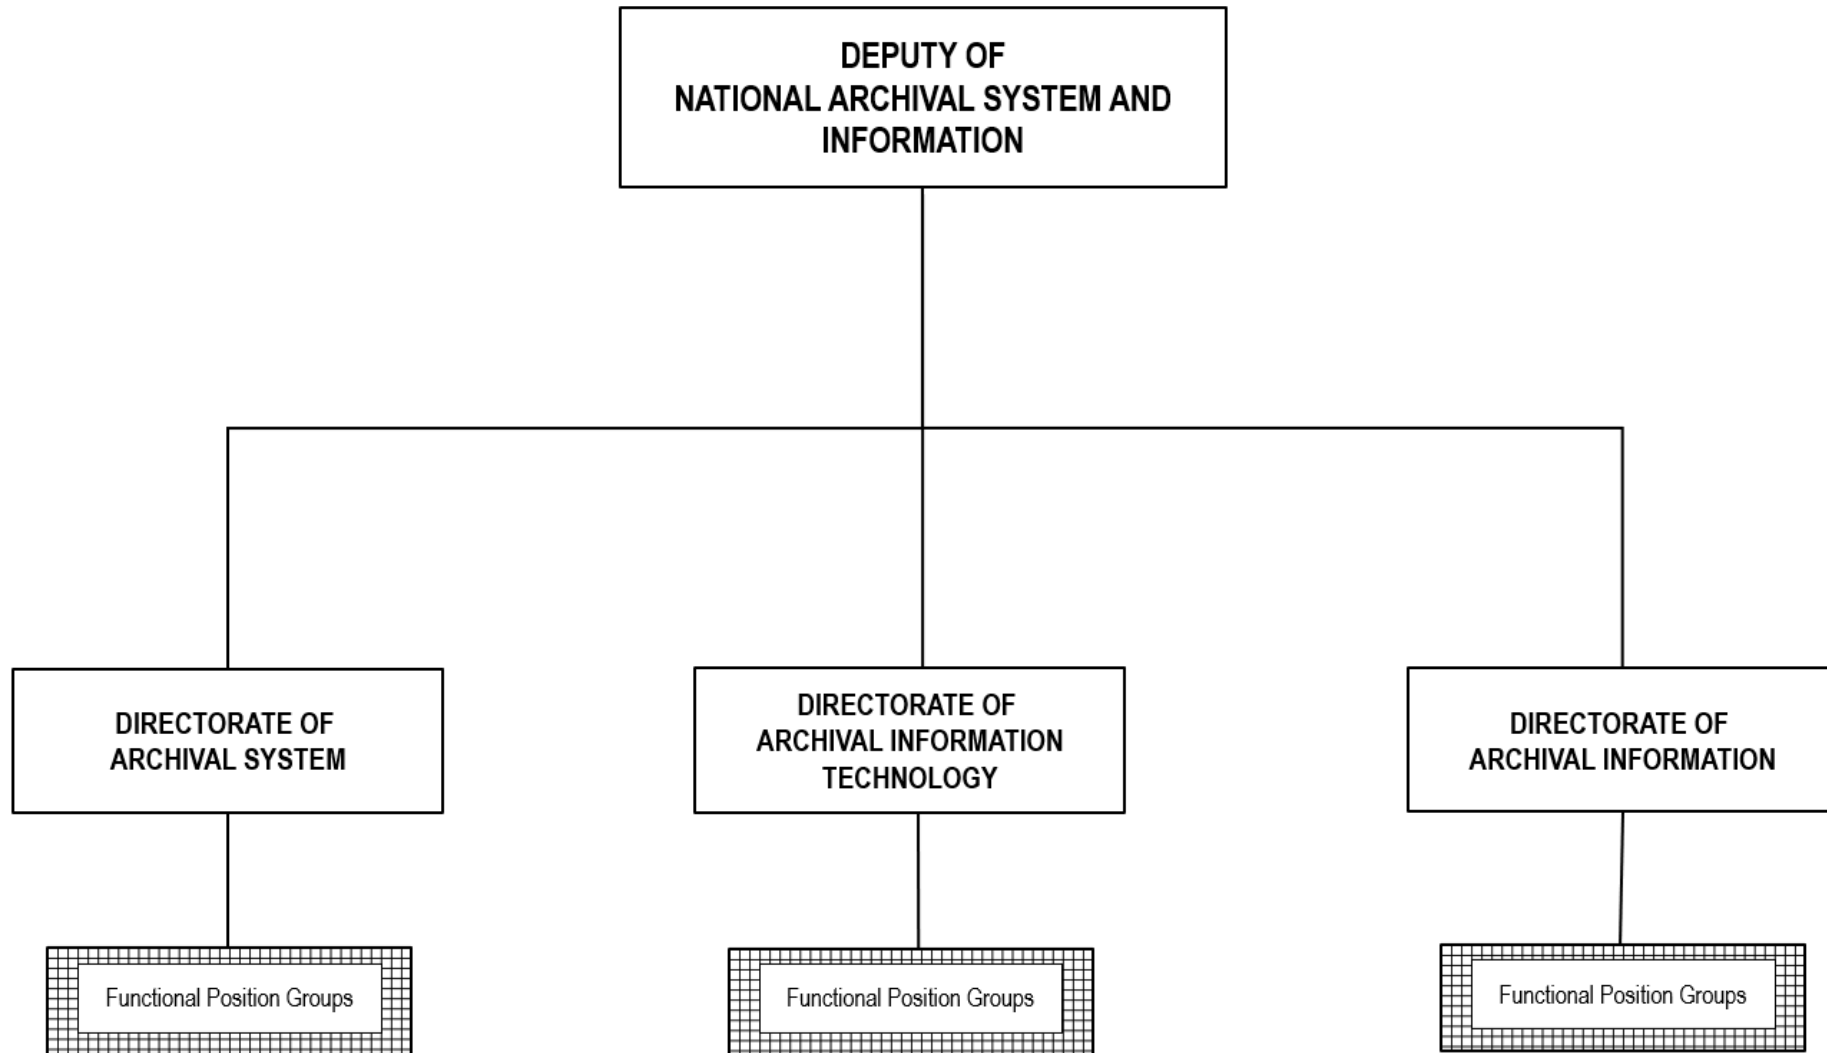 DEPUTY OF
NATIONAL ARCHIVAL SYSTEM AND
INFORMATION
DIRECTORATE OF
ARCHIVAL SYSTEM
DIRECTORATE OF
ARCHIVAL INFORMATION
TECHNOLOGY
DIRECTORATE OF
ARCHIVAL INFORMATION
Functional Position Groups
Functional Position Groups
Functional Position Groups